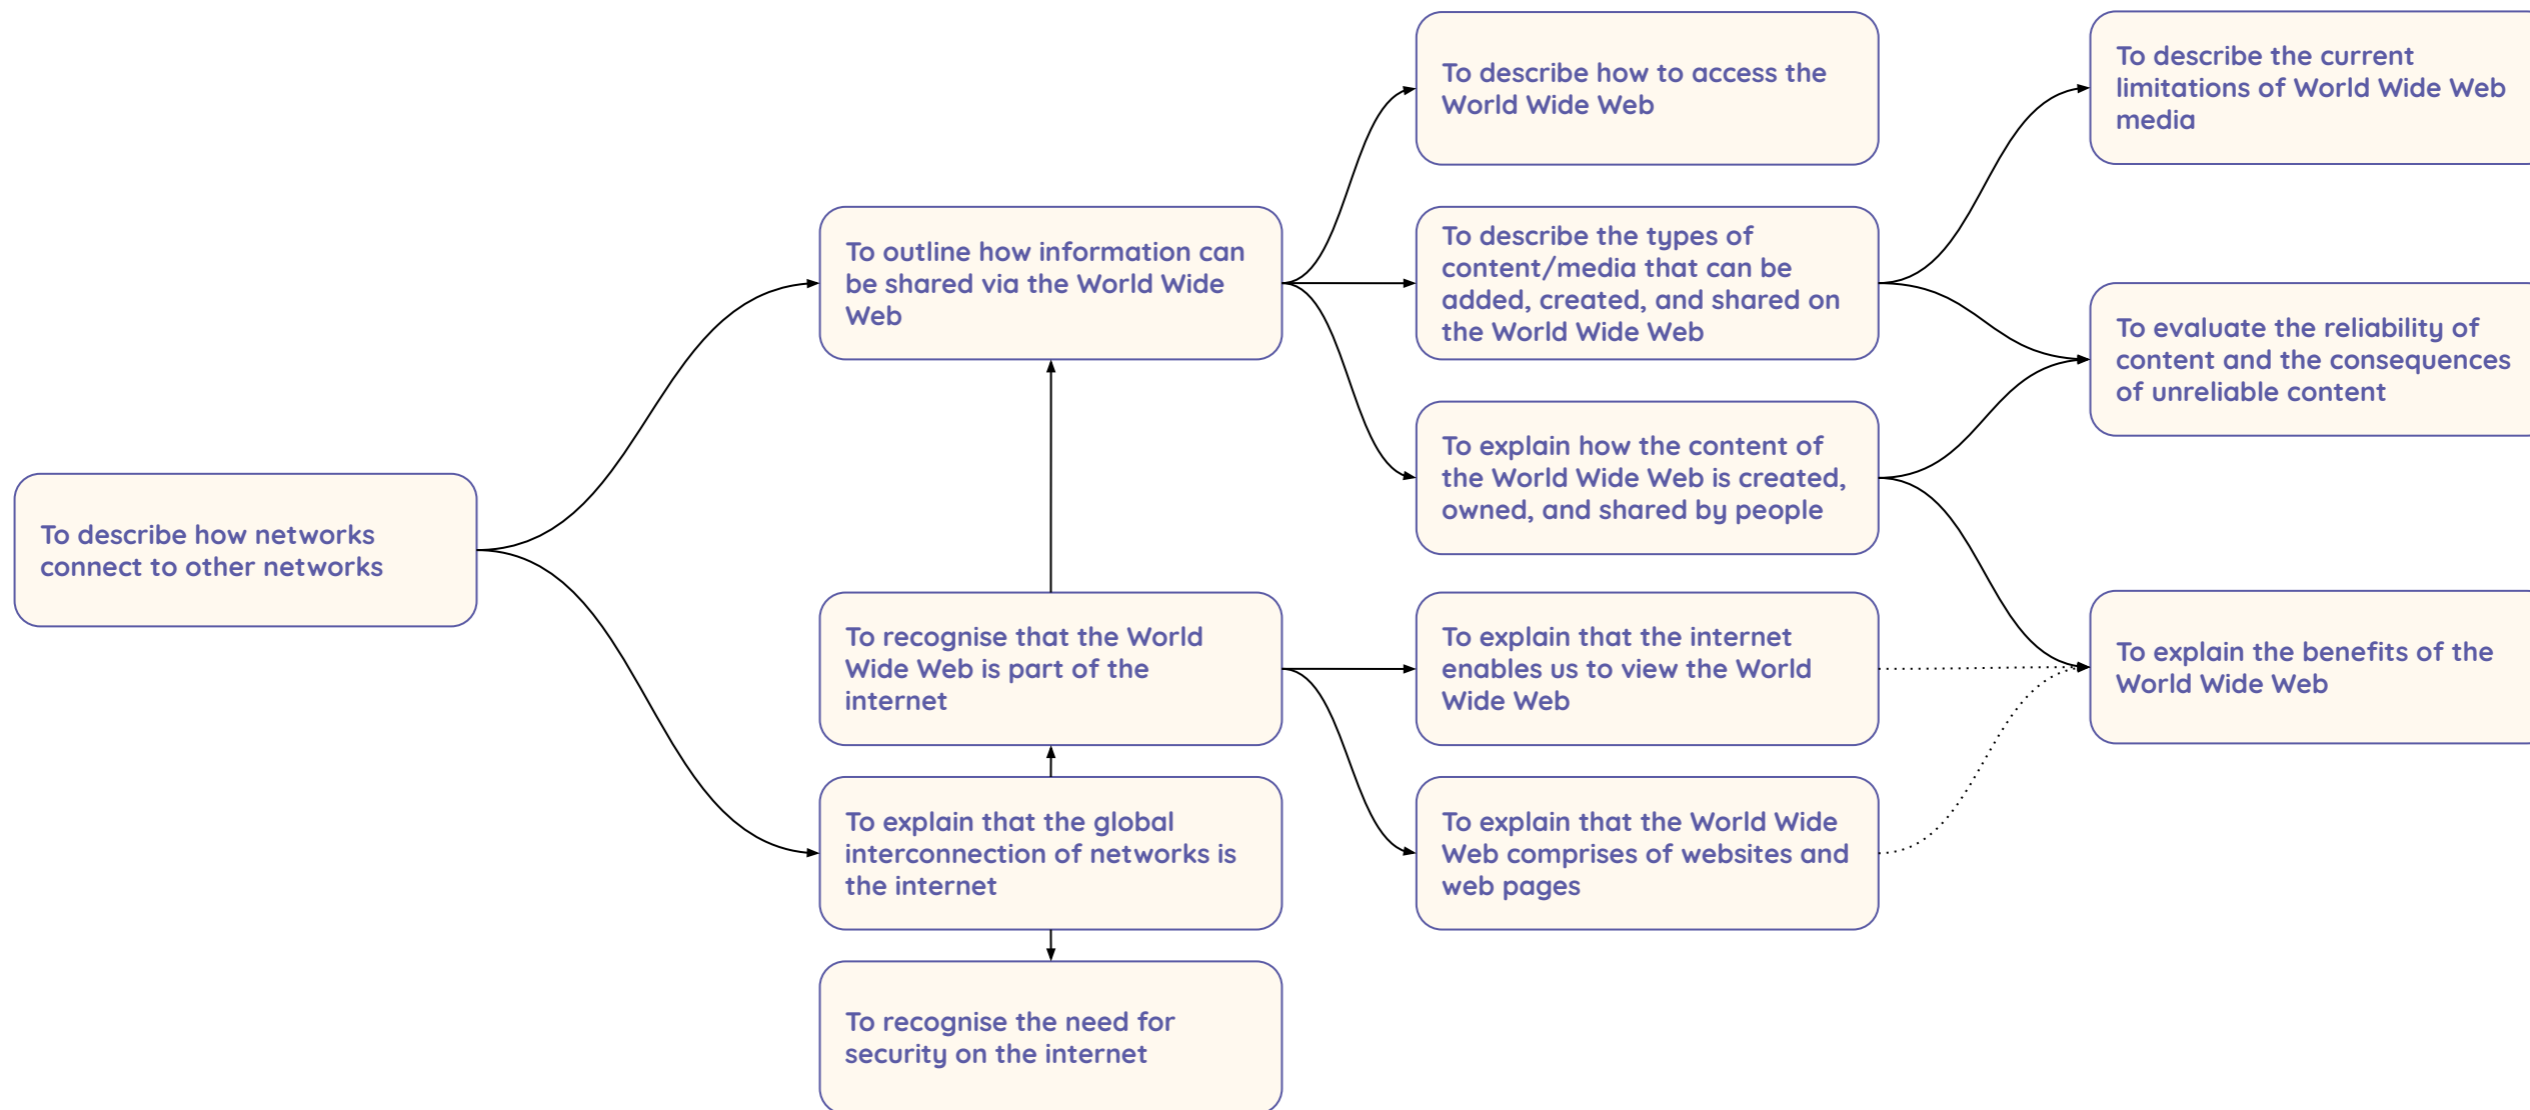 To describe how networks
connect to other networks
To outline how information can
be shared via the World Wide
Web
To recognise that the World
Wide Web is part of the
internet
To explain that the global
interconnection of networks is
the internet
To recognise the need for
security on the internet
To describe how to access the
World Wide Web
To describe the types of
content/media that can be
added, created, and shared on
the World Wide Web
To explain how the content of
the World Wide Web is created,
owned, and shared by people
To explain that the internet
enables us to view the World
Wide Web
To explain that the World Wide
Web comprises of websites and
web pages
To describe the current
limitations of World Wide Web
media
To evaluate the reliability of
content and the consequences
of unreliable content
To explain the benefits of the
World Wide Web